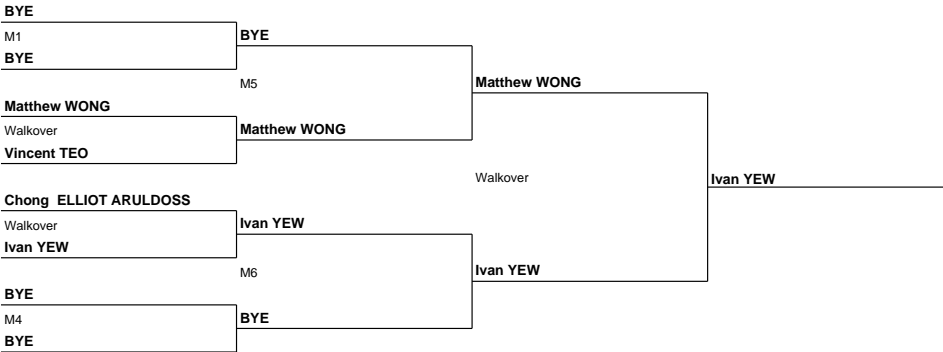 BYE
M1
BYE
BYE
M5
Matthew WONG
Matthew WONG
Walkover
Matthew WONG
Vincent TEO
Walkover
Ivan YEW
Chong  ELLIOT ARULDOSS
Walkover
Ivan YEW
Ivan YEW
M6
Ivan YEW
BYE
M4
BYE
BYE